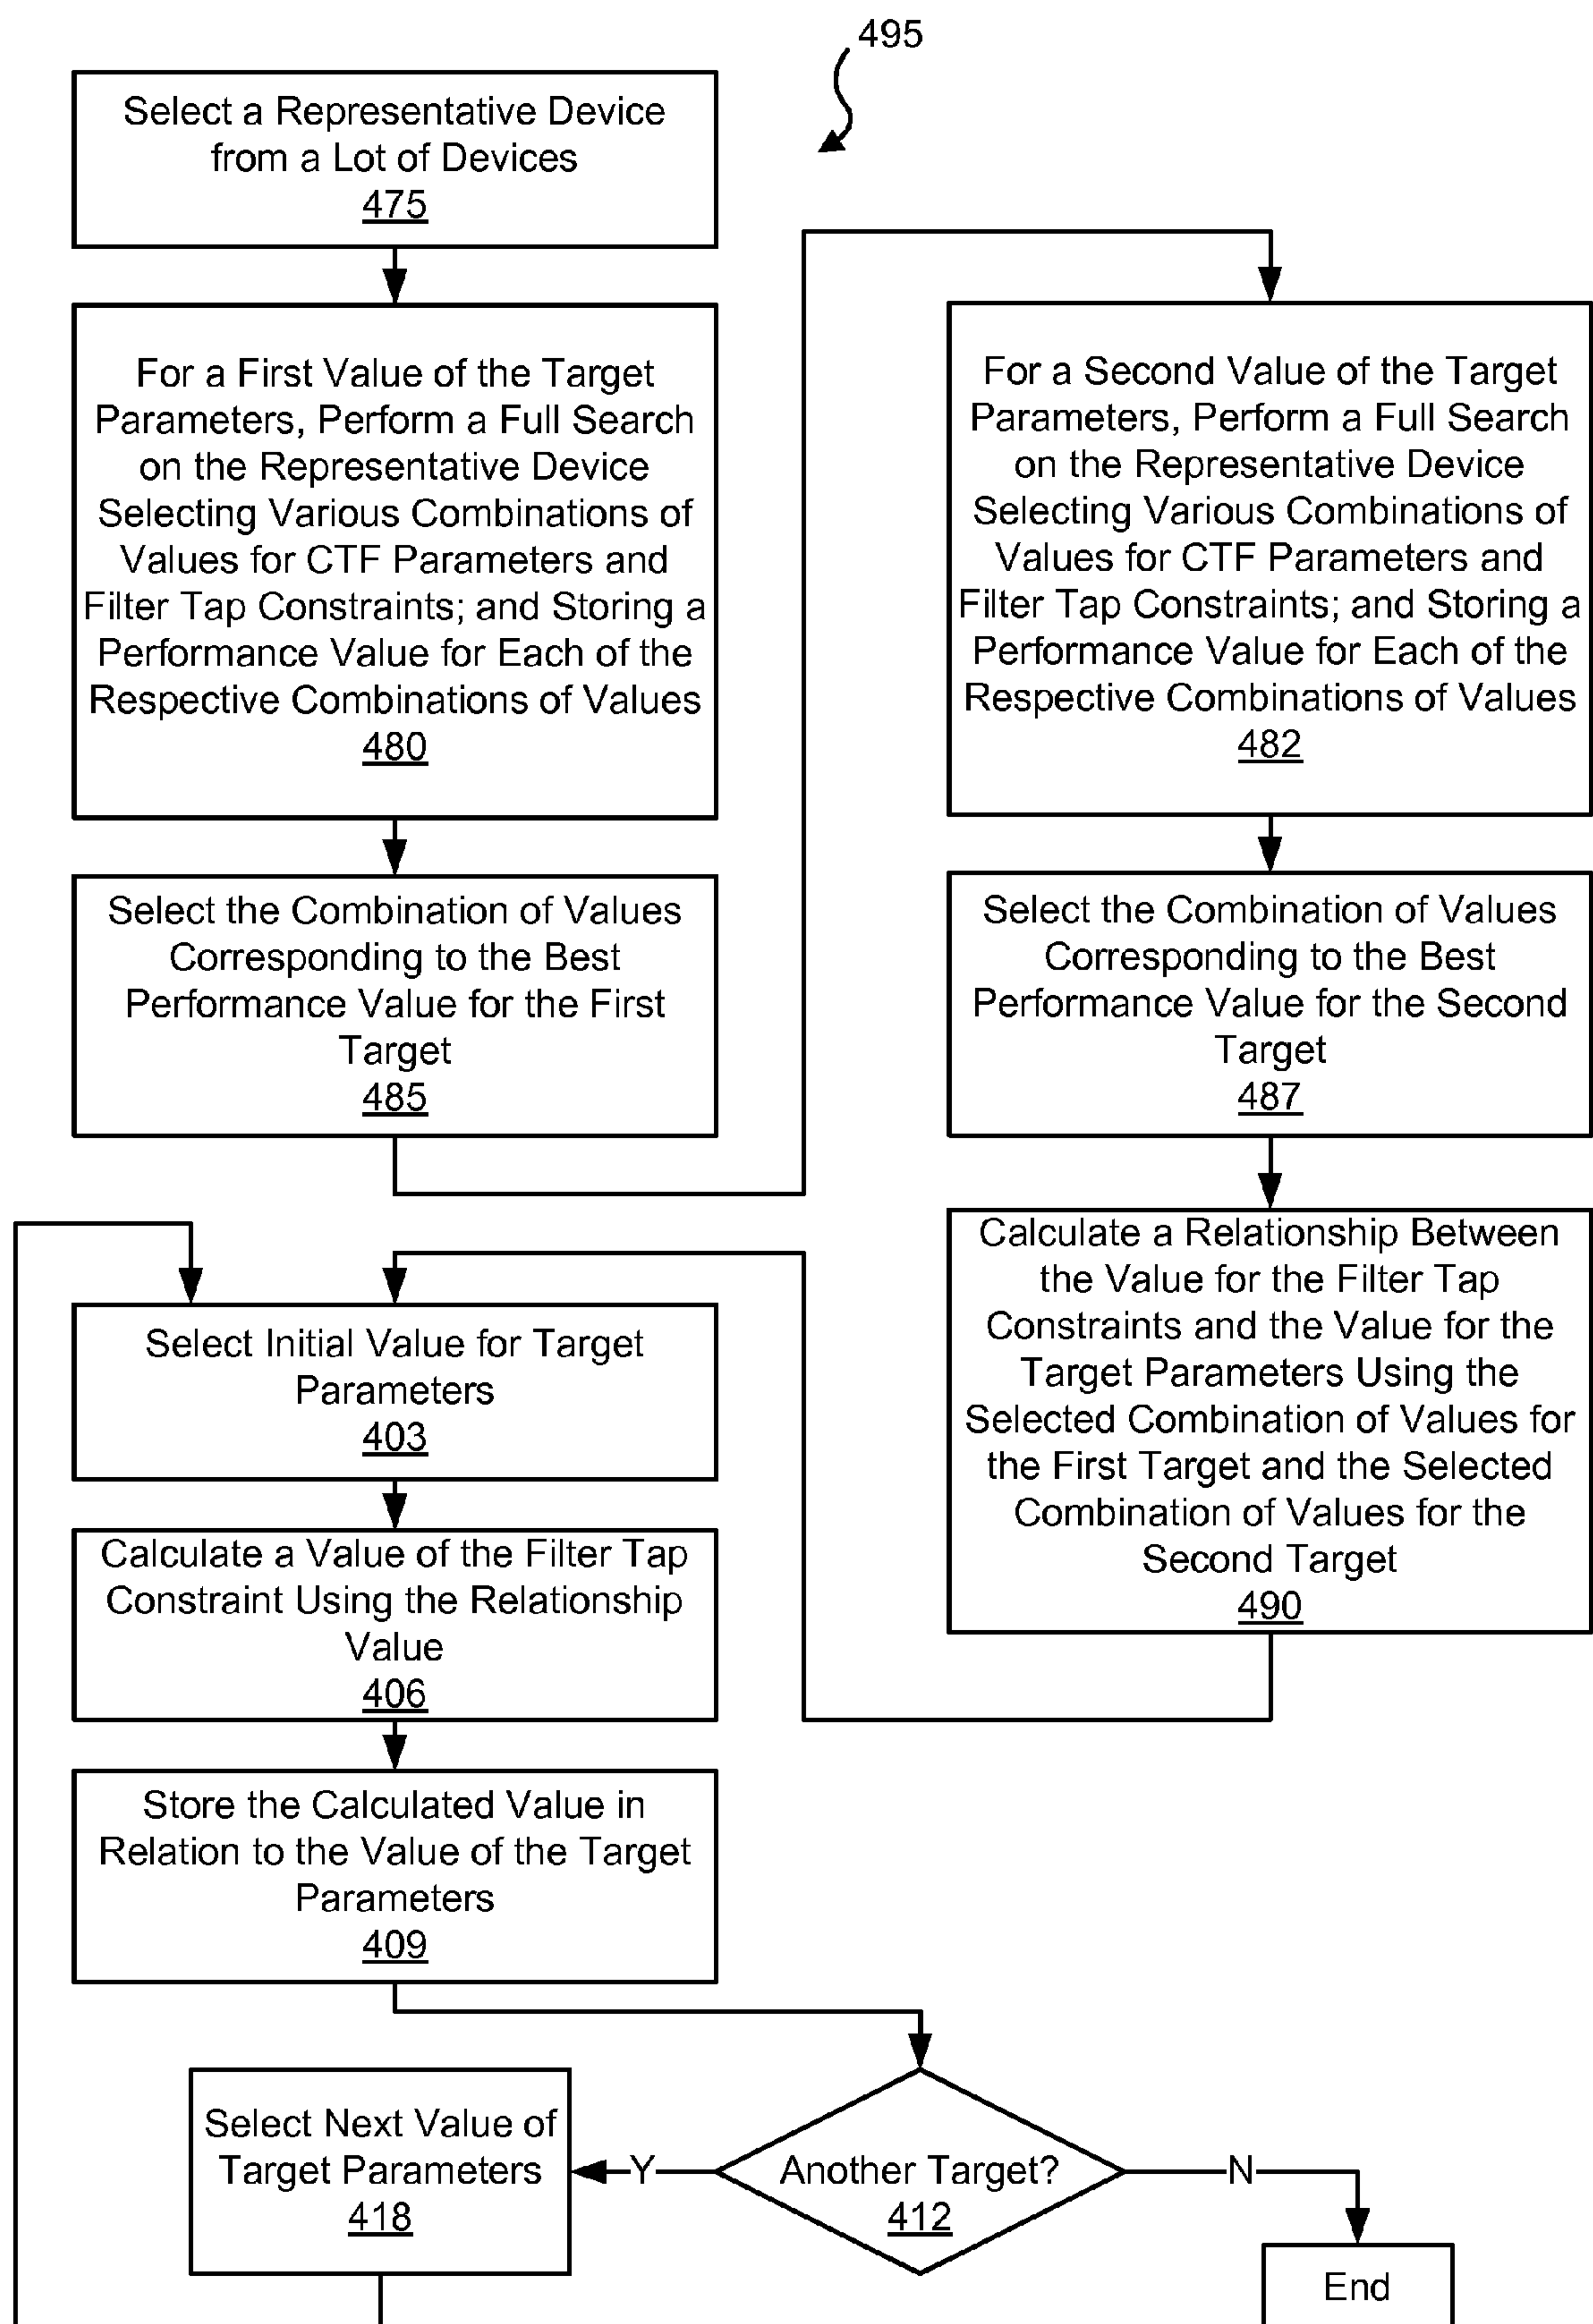 495
Select a Representative Device
from a Lot of Devices
475
For a First Value of the Target
Parameters, Perform a Full Search
on the Representative Device
Selecting Various Combinations of
Values for CTF Parameters and
Filter Tap Constraints; and Storing a
Performance Value for Each of the
Respective Combinations of Values
480
Select the Combination of Values
Corresponding to the Best
Performance Value for the First
Target
485
For a Second Value of the Target
Parameters, Perform a Full Search
on the Representative Device
Selecting Various Combinations of
Values for CTF Parameters and
Filter Tap Constraints; and Storing a
Performance Value for Each of the
Respective Combinations of Values
482
Select the Combination of Values
Corresponding to the Best
Performance Value for the Second
Target
487
Calculate a Relationship Between
the Value for the Filter Tap
Constraints and the Value for the
Target Parameters Using the
Selected Combination of Values for
the First Target and the Selected
Combination of Values for the
Second Target
490
Select Initial Value for Target
Parameters
403
Calculate a Value of the Filter Tap
Constraint Using the Relationship
Value
406
Store the Calculated Value in
Relation to the Value of the Target
Parameters
409
Another Target?
412
Y
Select Next Value of
Target Parameters
418
N
End